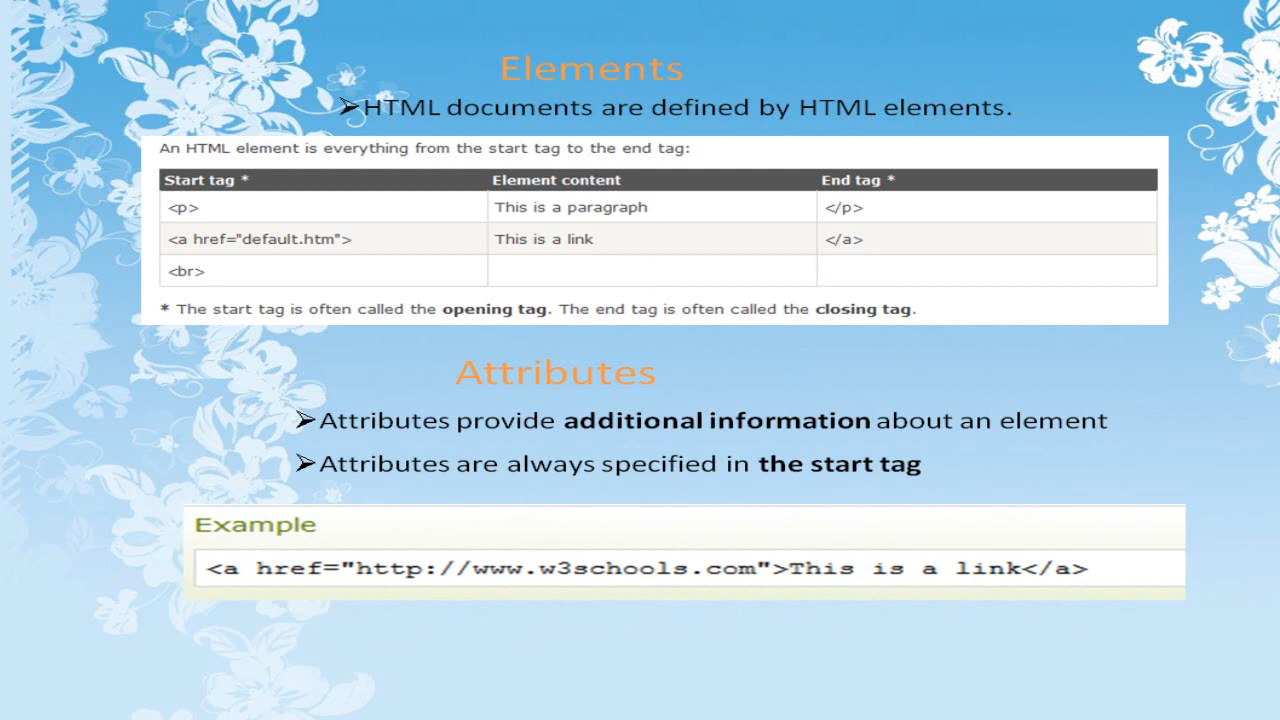 Elements
➢HTML documents are defined by HTML elements.
An HTML element is everything from the start tag to the end tag:
Start tag * Element content End tag *
<p> This is a paragraph </p>
<a href="default.htm"> This is a link </a>
<br>
* The start tag is often called the opening tag. The end tag is often called the closing tag.
Attributes
➢Attributes provide additional information about an element
➢Attributes are always specified in the start tag
Example
<a href="http://www.w3schools.com">This is a link</a>